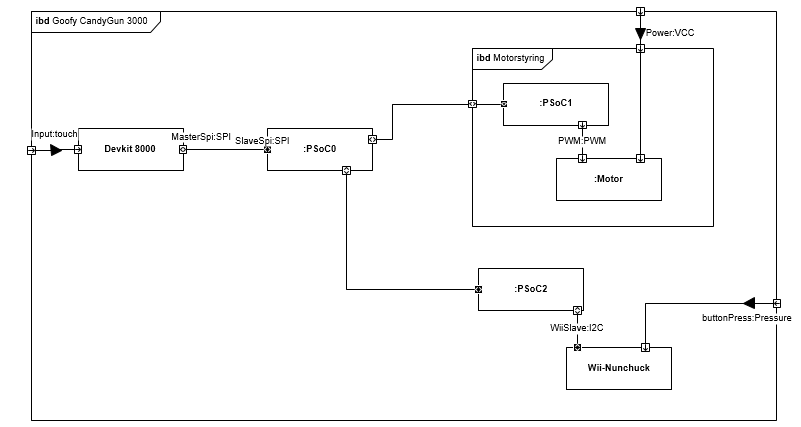 ibd Goofy CandyGun 3000
Power:VCC
ibd Motorstyring
:PSoC1
Input:touch
MasterSpi:SPI
SlaveSpi:SPI
PWM:PWM
Devkit 8000
:PSoC0
:Motor
:PSoC2
buttonPress:Pressure
WiiSlave:I2C
Wii-Nunchuck